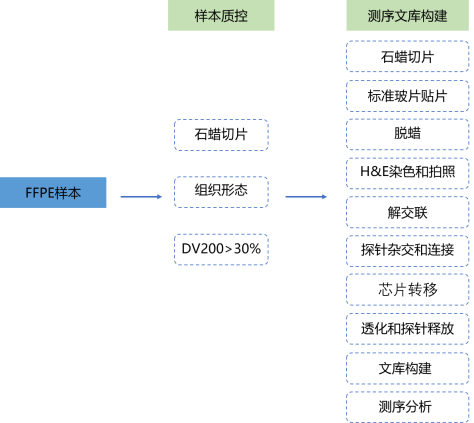 样本质控
测序文库构建
FFPE样本
石蜡切片
组织形态
DV200>30%
石蜡切片
标准玻片贴片
脱蜡
H&E染色和拍照
解交联
探针杂交和连接
芯片转移
透化和探针释放
文库构建
测序分析